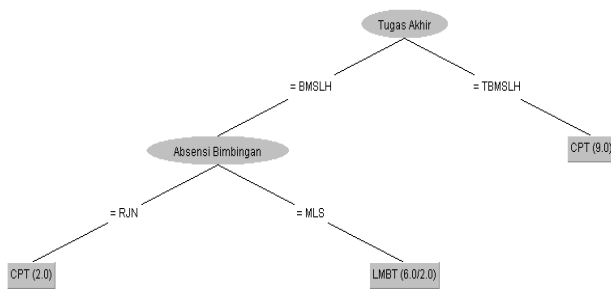 Tugas Akhir
= BMSLH
= TBMSLH
Absensi Bimbingan
CPT (9.0)
= RJN
= MLS
CPT (2.0)
LMBT (6.0/2.0)